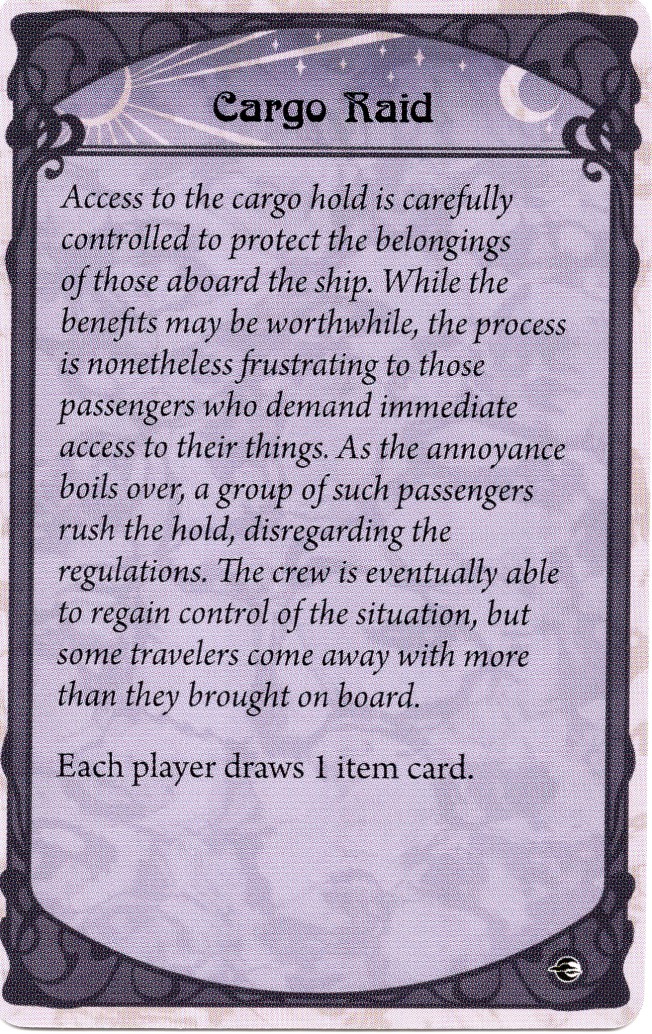 Cargo Raid
Access to the cargo hold is carefully
controlled to protect the belongings
of those aboard the ship. While the
benefits may be worthwhile, the process
is nonetheless frustrating to those
passengers who demand immediate
access to their things. As the annoyance
boils over, a group of such passengers
rush the hold, disregarding the
regulations. The crew is eventually able
to regain control of the situation, but
some travelers come away with more
than they brought on board.
Each player draws 1 item card.